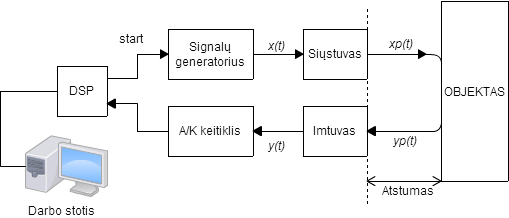 start
Signalų
generatorius
x(t)
Siųstuvas
xp(t)
DSP
OBJEKTAS
A/K keitiklis
y(t)
Imtuvas
yp(t)
Atstumas
Darbo stotis